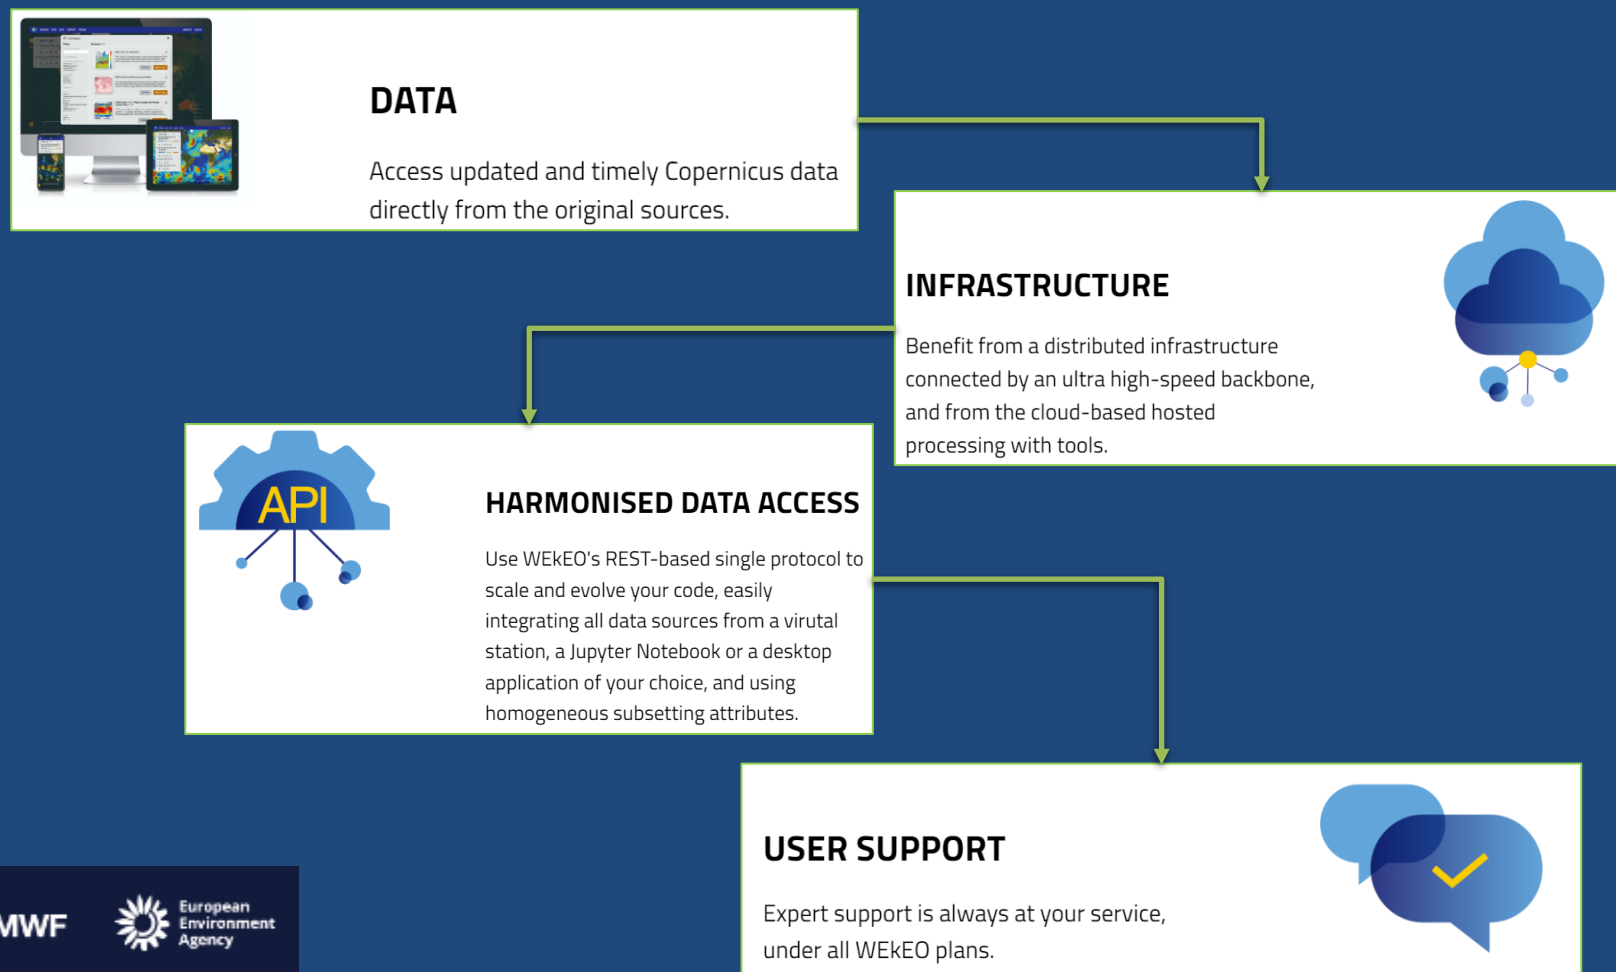 DATA
Access updated and timely Copernicus data
directly from the original sources.
INFRASTRUCTURE
Benefit from a distributed infrastructure
connected by an ultra high-speed backbone,
and from the cloud-based hosted
processing with tools.
API
HARMONISED DATA ACCESS
Use WEkEO's REST-based single protocol to
scale and evolve your code, easily
integrating all data sources from a virutal
station, a Jupyter Notebook or a desktop
application of your choice, and using
homogeneous subsetting attributes.
USER SUPPORT
Expert support is always at your service,
under all WEkEO plans.
MWF
European
Environment
Agency